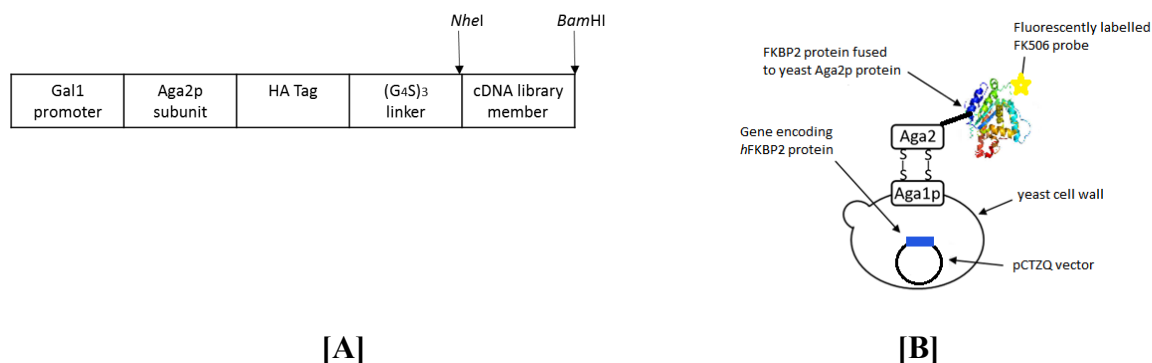 NheI
BamHI
Gal1
promoter
Aga2p
subunit
HA Tag
(G4S)3
linker
cDNA library
member
[A]
Fluorescently labelled
FK506 probe
FKBP2 protein fused
to yeast Aga2p protein
Gene encoding
hFKBP2 protein
Aga2
S S
S S
Aga1p
yeast cell wall
pCTZQ vector
[B]